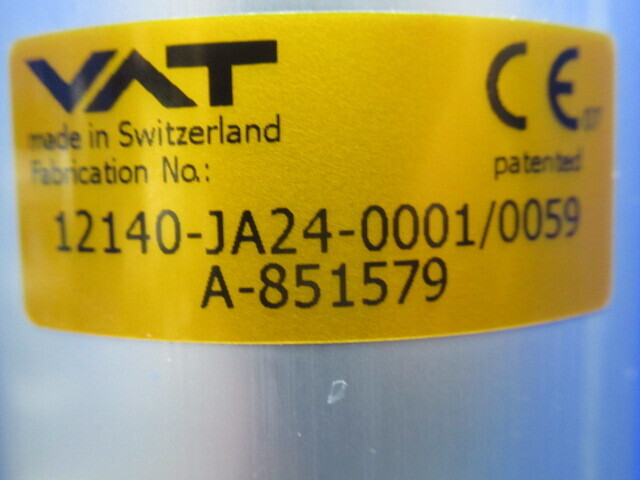 VAT
CE
made in Switzerland
patented
Fabrication No.:
12140-JA24-0001/0059
A-851579